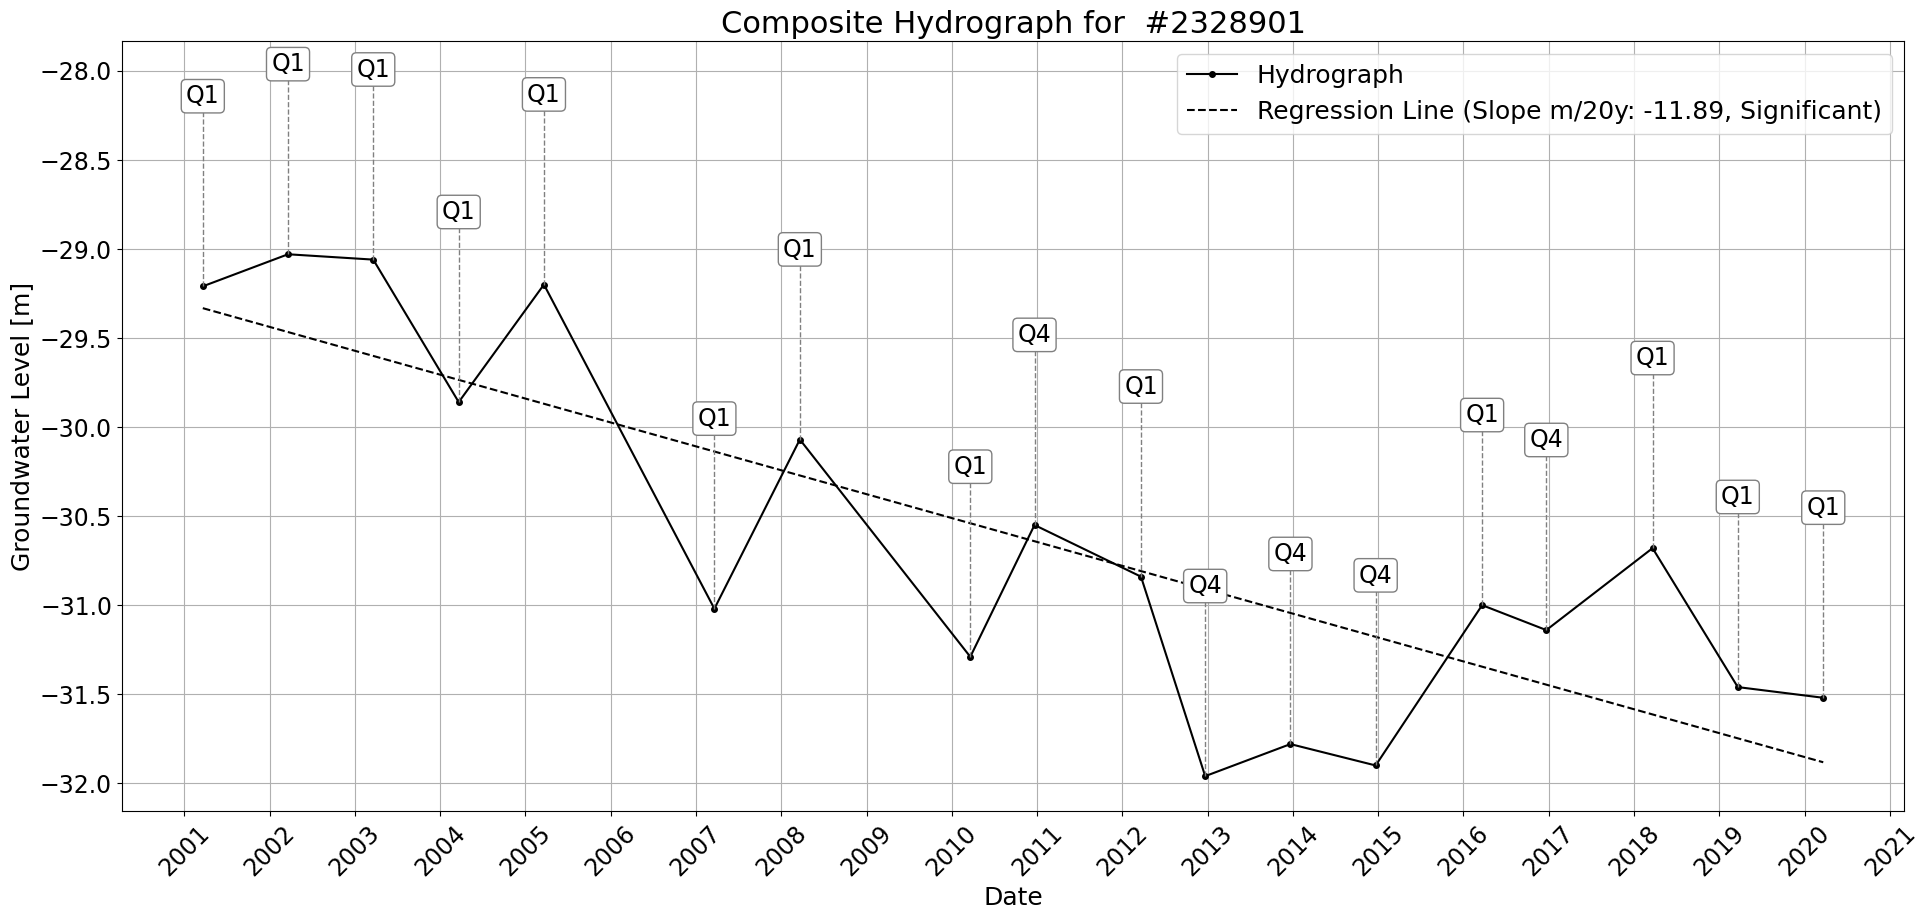 Composite Hydrograph for  #2328901
Hydrograph
Regression Line (Slope m/20y: -11.89, Significant)
Groundwater Level [m]
−28.0
−28.5
−29.0
−29.5
−30.0
−30.5
−31.0
−31.5
−32.0
Q1
Q1
Q1
Q1
Q1
Q1
Q1
Q1
Q4
Q1
Q4
Q4
Q4
Q1
Q4
Q1
Q1
Q1
2001
2002
2003
2004
2005
2006
2007
2008
2009
2010
2011
2012
2013
2014
2015
2016
2017
2018
2019
2020
2021
Date